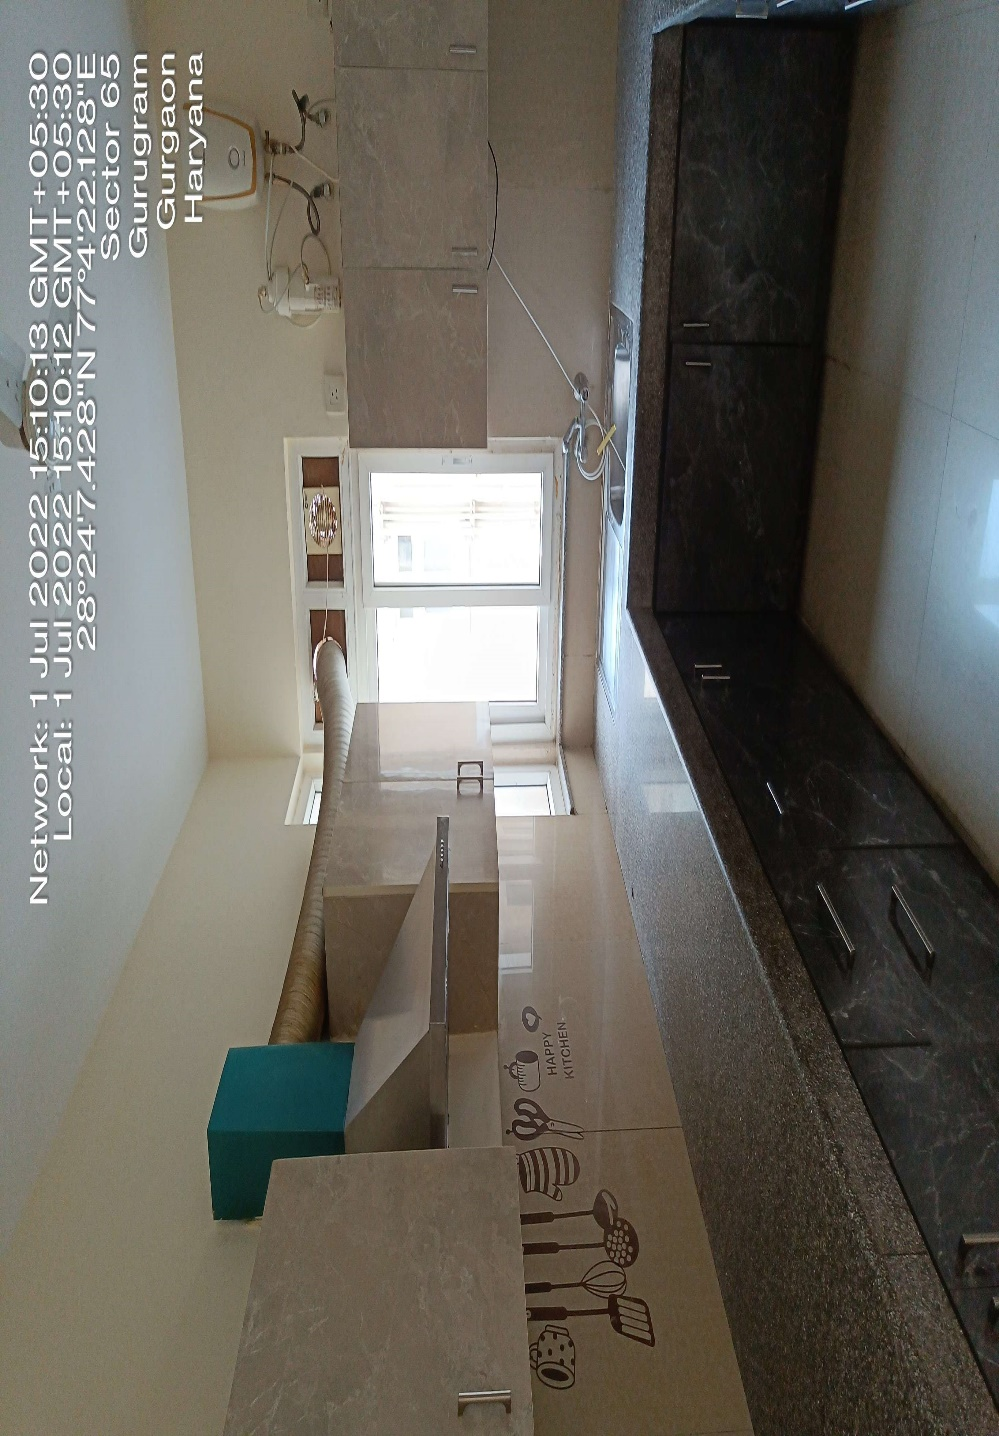 Network: 1 Jul 2022 15:10:13 GMT+05:30
Local: 1 Jul 2022 15:10:12 GMT+05:30
28°24'7.428"N 77°4'22.128"E
Sector 65
Gurugram
Gurgaon
Haryana
HAPPY
KITCHEN